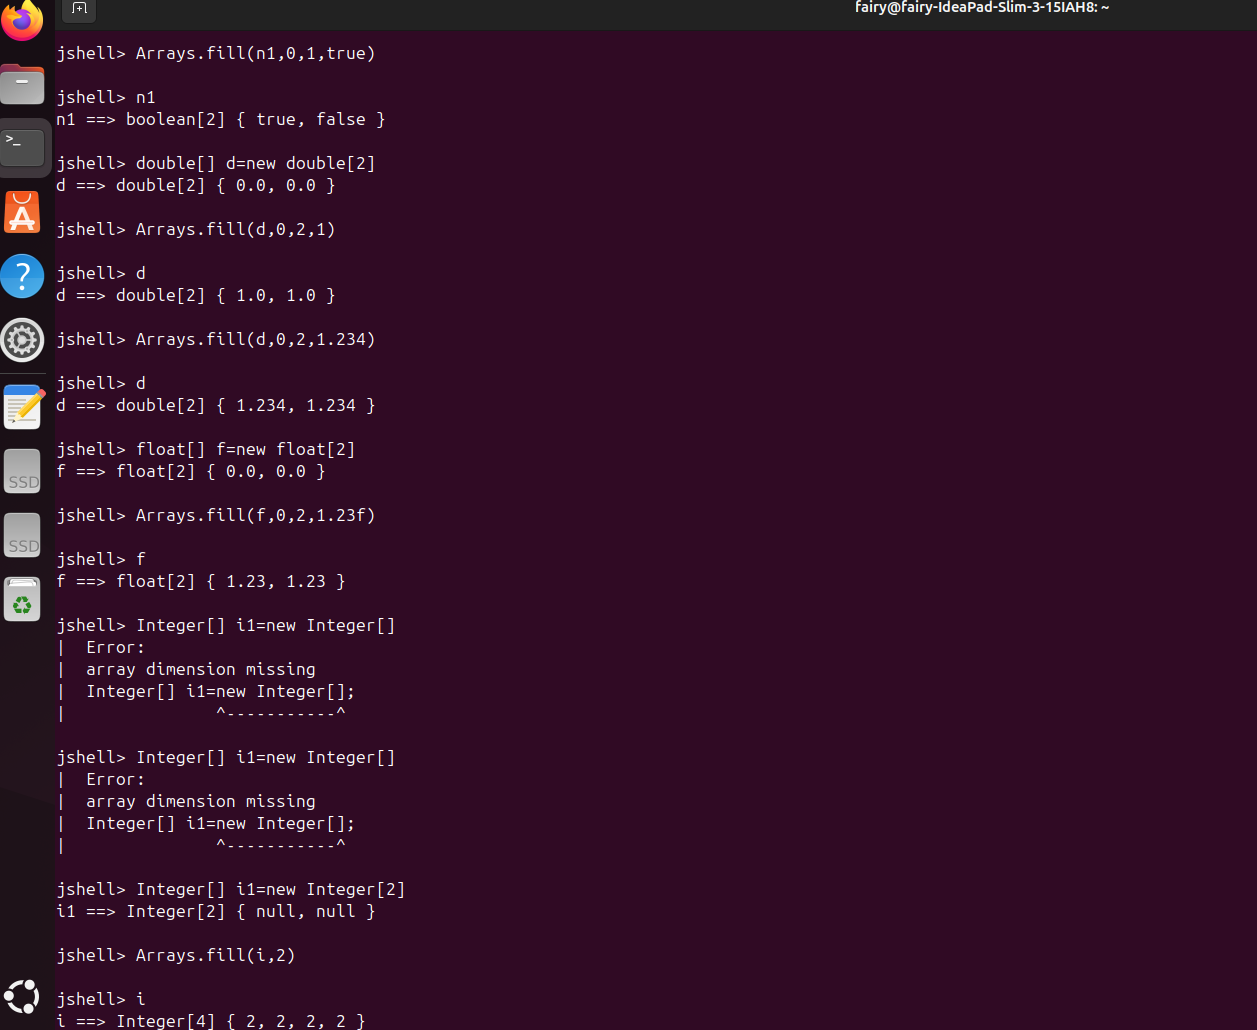 fairy@fairy-IdeaPad-Slim-3-15IAH8: ~
jshell> Arrays.fill(n1,0,1,true)
jshell> n1
n1 ==> boolean[2] { true, false }
jshell> double[] d=new double[2]
d ==> double[2] { 0.0, 0.0 }
jshell> Arrays.fill(d,0,2,1)
jshell> d
d ==> double[2] { 1.0, 1.0 }
jshell> Arrays.fill(d,0,2,1.234)
jshell> d
d ==> double[2] { 1.234, 1.234 }
jshell> float[] f=new float[2]
f ==> float[2] { 0.0, 0.0 }
jshell> Arrays.fill(f,0,2,1.23f)
jshell> f
f ==> float[2] { 1.23, 1.23 }
jshell> Integer[] i1=new Integer[]
|  Error:
|  array dimension missing
|  Integer[] i1=new Integer[];
|               ^-----------^
jshell> Integer[] i1=new Integer[]
|  Error:
|  array dimension missing
|  Integer[] i1=new Integer[];
|               ^-----------^
jshell> Integer[] i1=new Integer[2]
i1 ==> Integer[2] { null, null }
jshell> Arrays.fill(i,2)
jshell> i
i ==> Integer[4] { 2, 2, 2, 2 }
>_
A
?
SSD
SSD